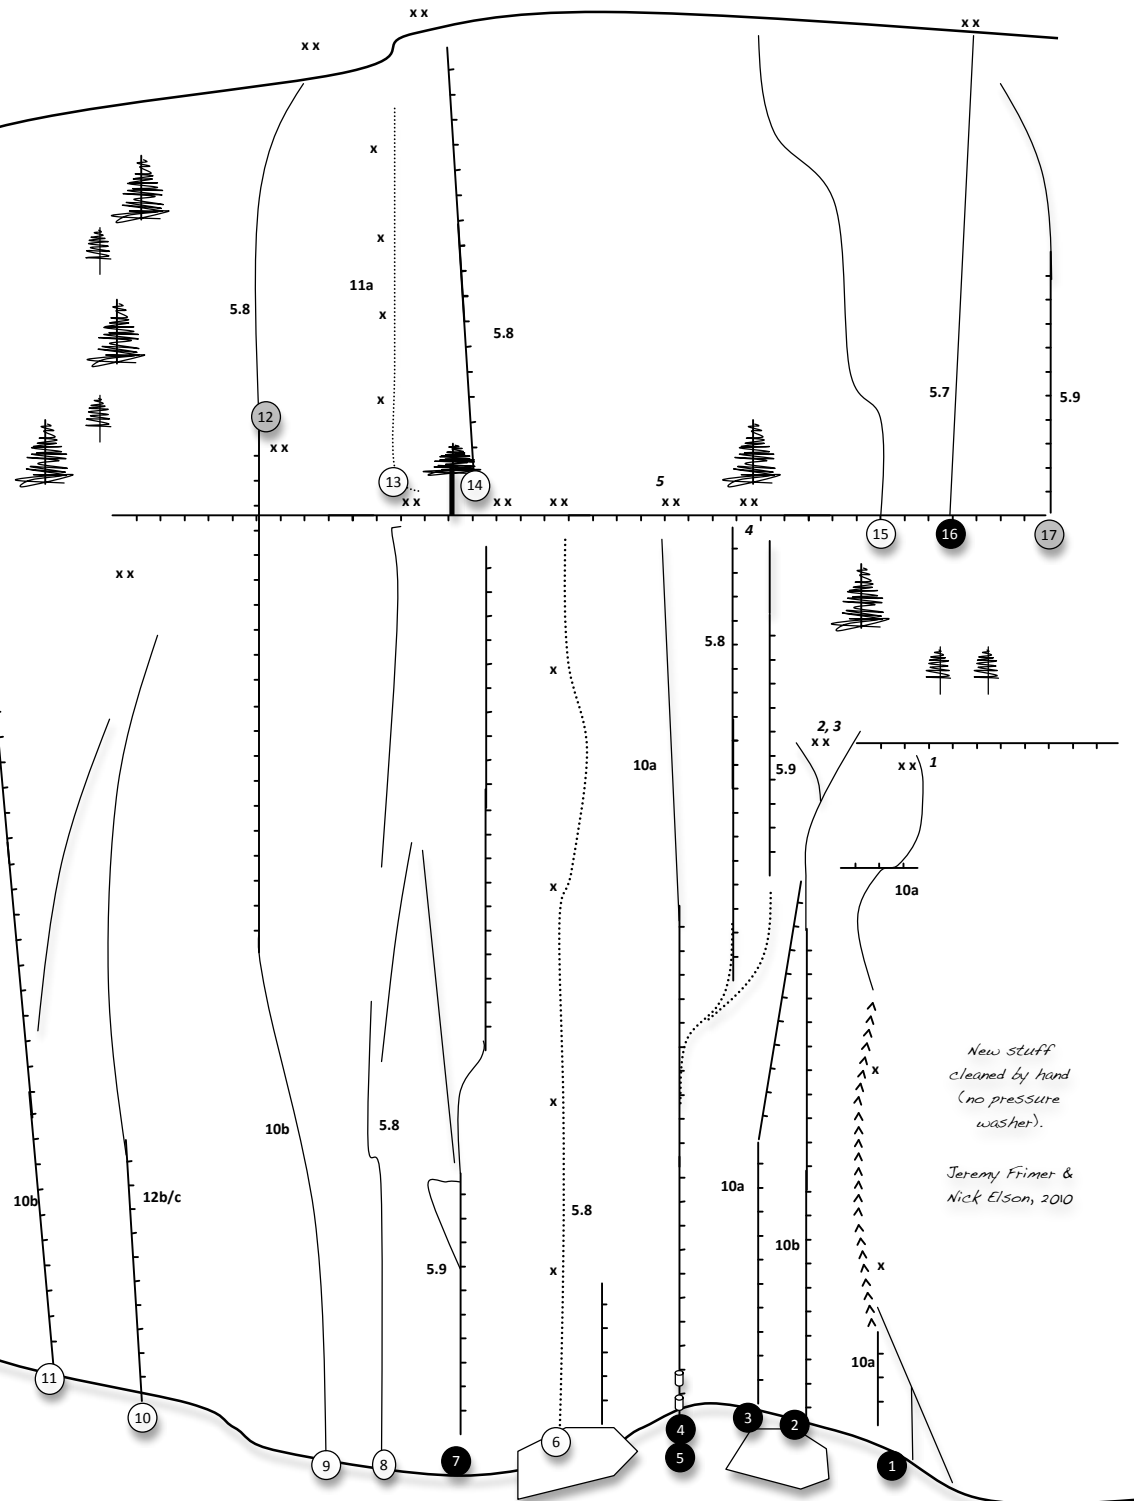 x x
x x
x x
x
x
11a
5.8
x
5.8
5.7
5.9
x
12
x x
13
14
5
x x
x x
x x
x x
x x
4
15
16
17
x x
5.8
x
2, 3
x x
10a
5.9
x x
1
x
10a
New stuff
cleaned by hand
(no pressure
washer).
Jeremy Frimer &
Nick Elson, 2010
x
x
10b
5.8
10a
10b
12b/c
5.8
10b
5.9
x
x
10a
11
10
9
8
7
6
4
5
3
2
1